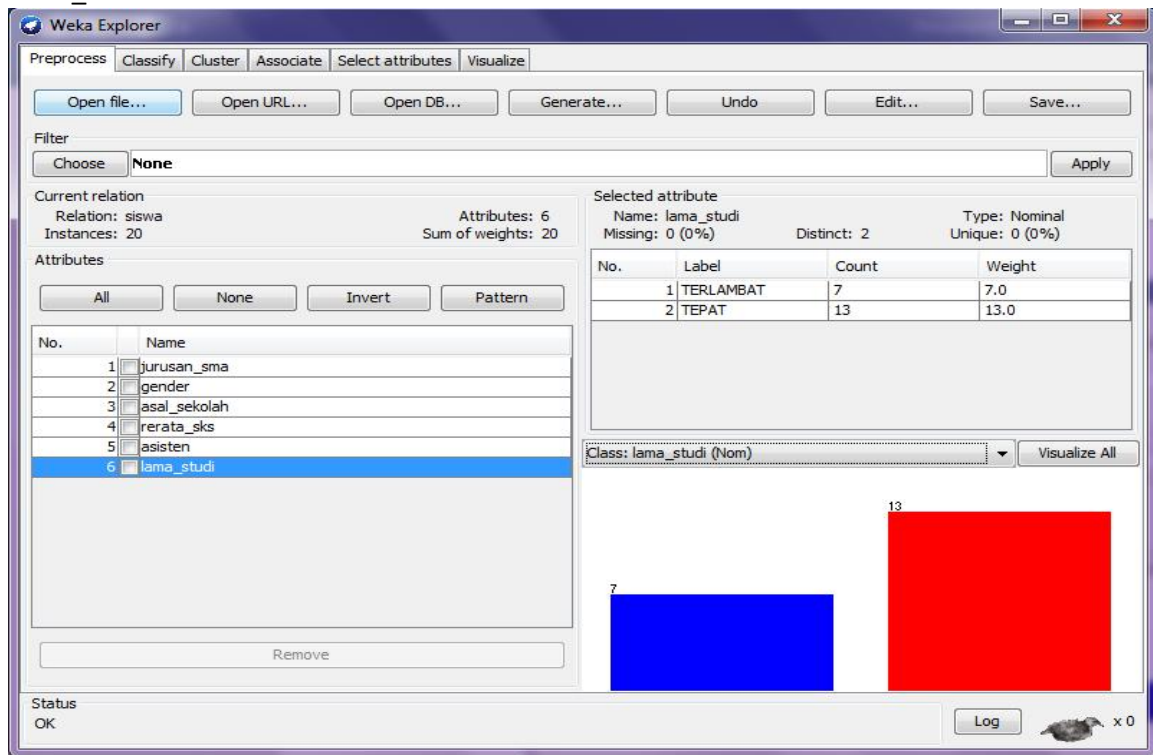 _
Weka Explorer
Preprocess Classify Cluster Associate Select attributes Visualize
Open file... Open URL... Open DB... Generate... Undo Edit... Save...
Filter
Choose None Apply
Current relation
Relation: siswa Attributes: 6
Instances: 20 Sum of weights: 20
Attributes
All None Invert Pattern
No. Name
1 jurusan_sma
2 gender
3 asal_sekolah
4 rerata_sks
5 asisten
6 lama_studi
Remove
Selected attribute
Name: lama_studi Type: Nominal
Missing: 0 (0%) Distinct: 2 Unique: 0 (0%)
No. Label Count Weight
1 TERLAMBAT 7 7.0
2 TEPAT 13 13.0
Class: lama_studi (Nom) Visualize All
13
7
Status
OK Log x 0